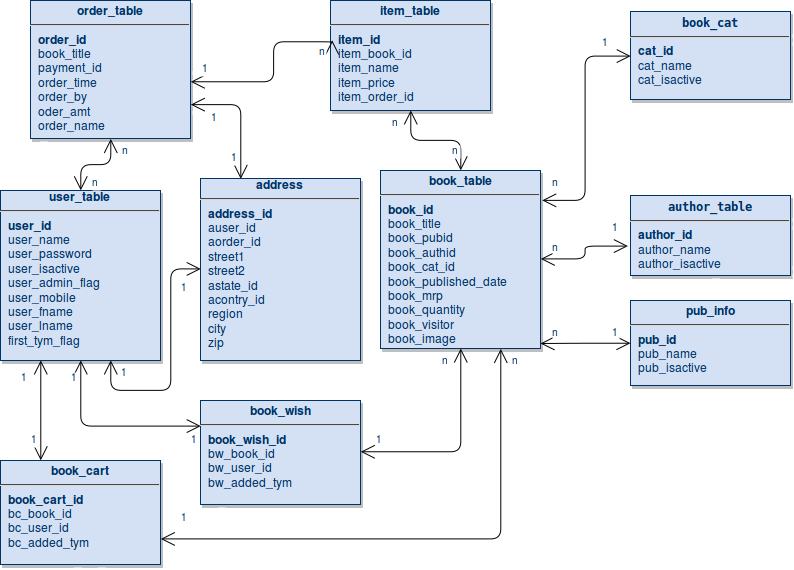 order_table
order_id
book_title
payment_id
order_time
order_by
oder_amt
order_name
item_table
item_id
item_book_id
item_name
item_price
item_order_id
book_cat
cat_id
cat_name
cat_isactive
1
n
1
1
n
n
n
n
1
n
user_table
user_id
user_name
user_password
user_isactive
user_admin_flag
user_mobile
user_fname
user_lname
first_tym_flag
address
address_id
auser_id
aorder_id
street1
street2
astate_id
acontry_id
region
city
zip
book_table
book_id
book_title
book_pubid
book_authid
book_cat_id
book_published_date
book_mrp
book_quantity
book_visitor
book_image
author_table
author_id
author_name
author_isactive
n
1
pub_info
pub_id
pub_name
pub_isactive
n
1
1
1
1
1
n
n
book_wish
book_wish_id
bw_book_id
bw_user_id
bw_added_tym
1
1
1
book_cart
book_cart_id
bc_book_id
bc_user_id
bc_added_tym
1